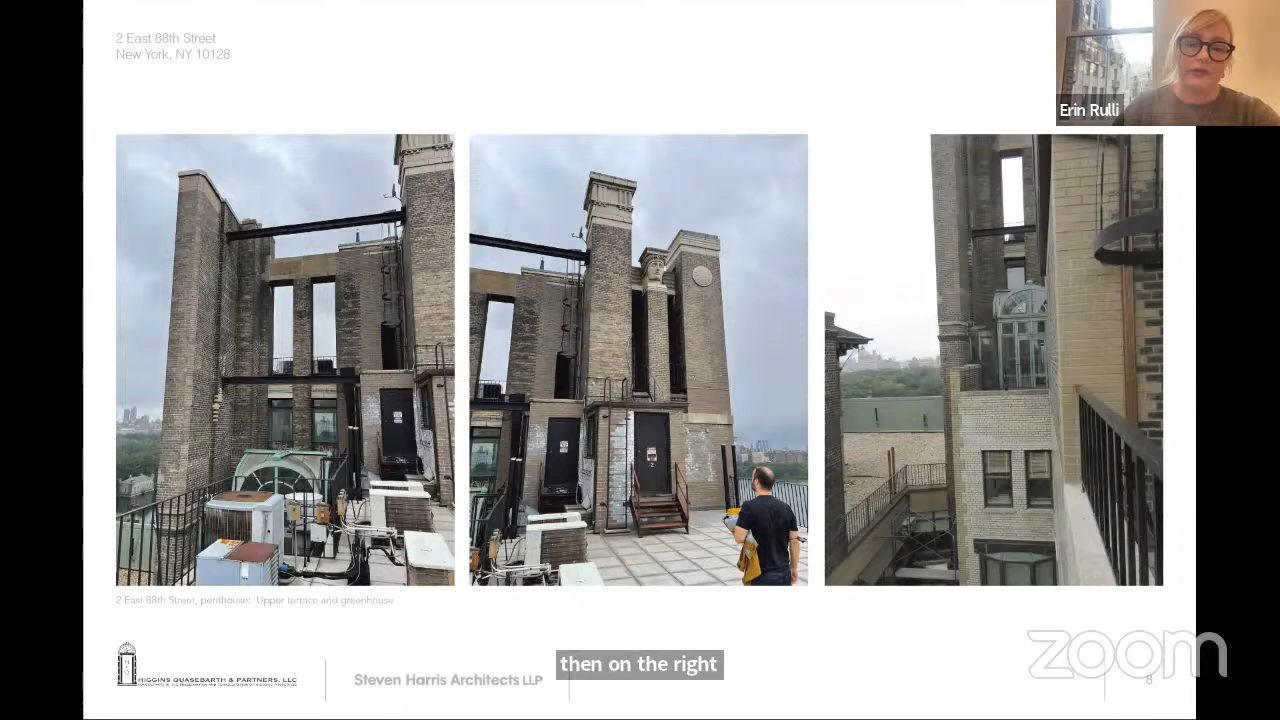 2 East 88th Street
New York, NY 10128
Erin Rulli
2 East 88th Street, penthouse: Upper terrace and greenhouse
then on the right
HIGGINS QUASEBARTH & PARTNERS, LLC
Steven Harris Architects LLP
zoom
8